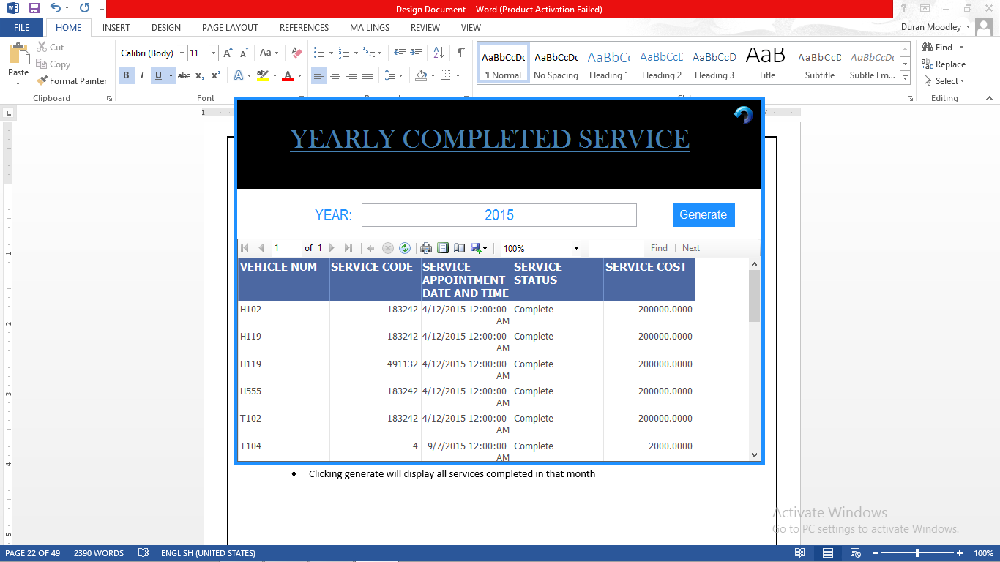 Design Document - Word (Product Activation Failed)
FILE HOME INSERT DESIGN PAGE LAYOUT REFERENCES MAILINGS REVIEW VIEW Duran Moodley
Cut
Copy
Format Painter
Paste
Clipboard
Calibri (Body) 11
Font
AaBbCcDc AaBbCcDc AaBbCc AaBbCcE AaBbCcD AaBl AaBbCcD AaBbCcDc
¶ Normal No Spacing Heading 1 Heading 2 Heading 3 Title Subtitle Subtle Em...
Find
Replace
Select
Editing
YEARLY COMPLETED SERVICE
YEAR: 2015 Generate
1 of 1 100% Find | Next
VEHICLE NUM SERVICE CODE SERVICE APPOINTMENT DATE AND TIME SERVICE STATUS SERVICE COST
H102 183242 4/12/2015 12:00:00 AM Complete 200000.0000
H119 183242 4/12/2015 12:00:00 AM Complete 200000.0000
H119 491132 4/12/2015 12:00:00 AM Complete 200000.0000
H555 183242 4/12/2015 12:00:00 AM Complete 200000.0000
T102 183242 4/12/2015 12:00:00 AM Complete 200000.0000
T104 4 9/7/2015 12:00:00 AM Complete 2000.0000
• Clicking generate will display all services completed in that month
Activate Windows
Go to PC settings to activate Windows.
PAGE 22 OF 49 2390 WORDS ENGLISH (UNITED STATES) 100%